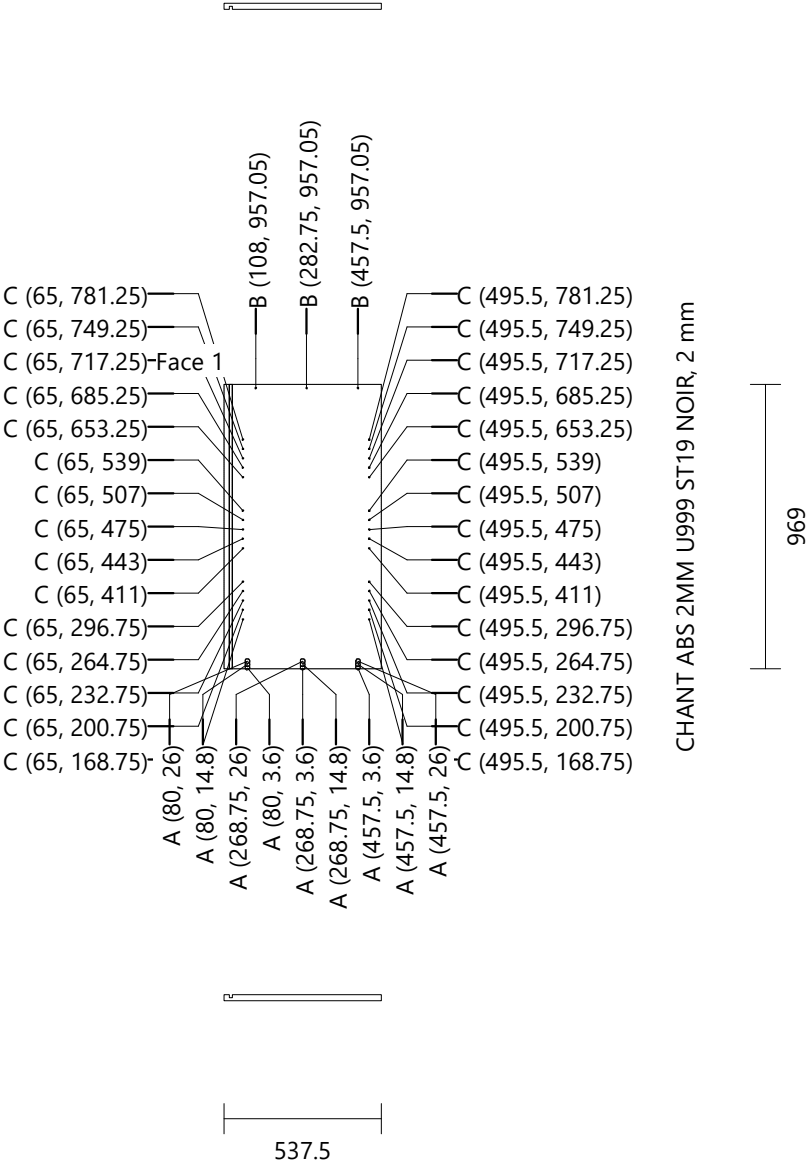 B (108, 957.05)
B (282.75, 957.05)
B (457.5, 957.05)
C (65, 781.25)
C (65, 749.25)
C (65, 717.25)
Face 1
C (65, 685.25)
C (65, 653.25)
C (65, 539)
C (65, 507)
C (65, 475)
C (65, 443)
C (65, 411)
C (65, 296.75)
C (65, 264.75)
C (65, 232.75)
C (65, 200.75)
C (65, 168.75)
C (495.5, 781.25)
C (495.5, 749.25)
C (495.5, 717.25)
C (495.5, 685.25)
C (495.5, 653.25)
C (495.5, 539)
C (495.5, 507)
C (495.5, 475)
C (495.5, 443)
C (495.5, 411)
C (495.5, 296.75)
C (495.5, 264.75)
C (495.5, 232.75)
C (495.5, 200.75)
C (495.5, 168.75)
A (80, 26)
A (80, 14.8)
A (268.75, 26)
A (80, 3.6)
A (268.75, 3.6)
A (268.75, 14.8)
A (457.5, 3.6)
A (457.5, 14.8)
A (457.5, 26)
CHANT ABS 2MM U999 ST19 NOIR, 2 mm
969
537.5